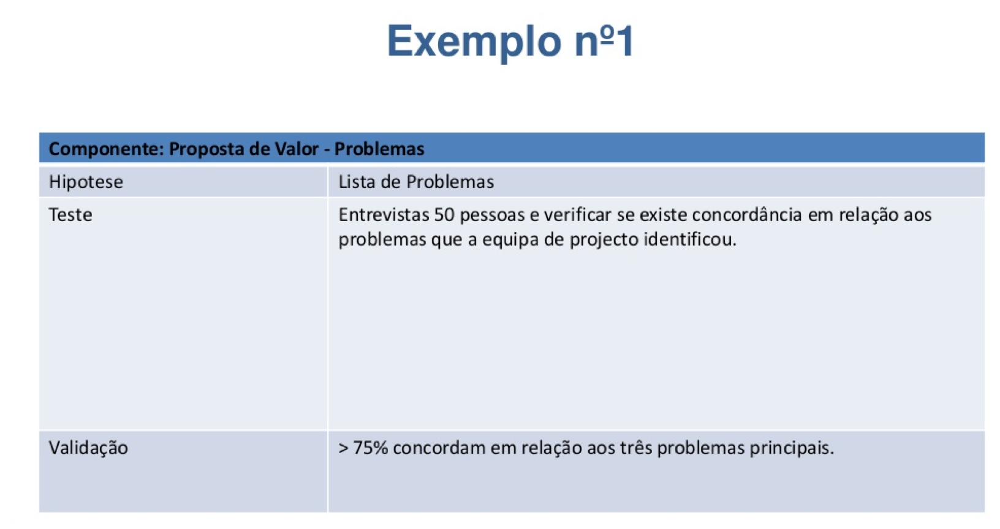 Exemplo nº1
Componente: Proposta de Valor - Problemas
Hipotese
Lista de Problemas
Teste
Entrevistas 50 pessoas e verificar se existe concordância em relação aos
problemas que a equipa de projecto identificou.
Validação
> 75% concordam em relação aos três problemas principais.